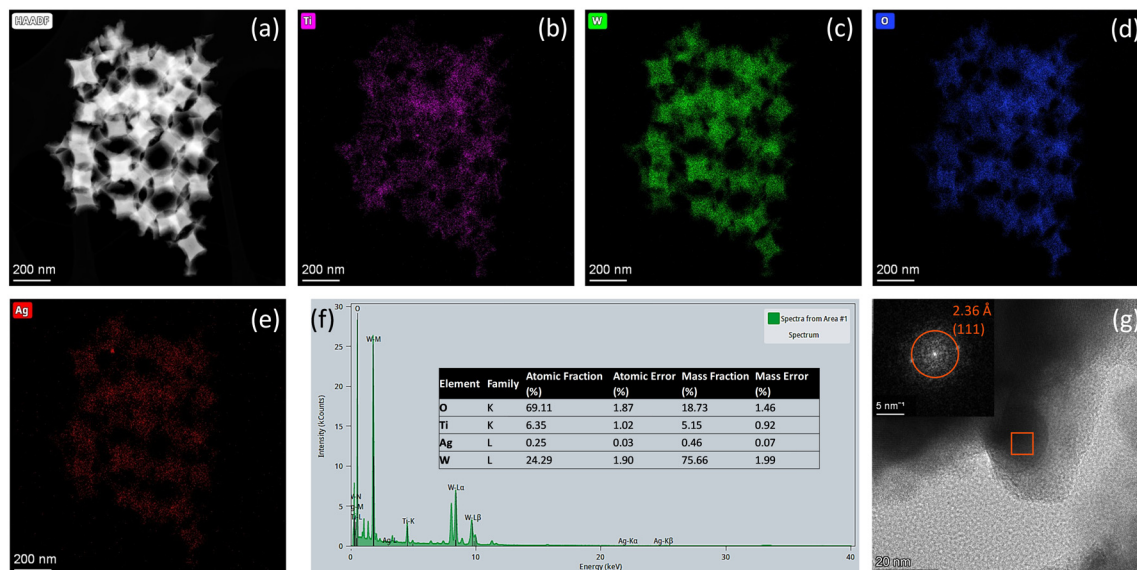 HAADF
(a)
200 nm
Ti
(b)
200 nm
W
(c)
200 nm
O
(d)
200 nm
Ag
(e)
200 nm
(f)
Intensity (kCounts)
30
25
20
15
10
5
0
0
10
20
30
40
Energy (keV)
O
W-M
W-N
Ti-L
Ti-K
W-Lα
W-Lβ
Ag-Kα
Ag-Kβ
Spectra from Area #1
Spectrum
Element Family Atomic Fraction (%) Atomic Error (%) Mass Fraction (%) Mass Error (%)
O K 69.11 1.87 18.73 1.46
Ti K 6.35 1.02 5.15 0.92
Ag L 0.25 0.03 0.46 0.07
W L 24.29 1.90 75.66 1.99
2.36 Å
(111)
(g)
5 nm⁻¹
20 nm